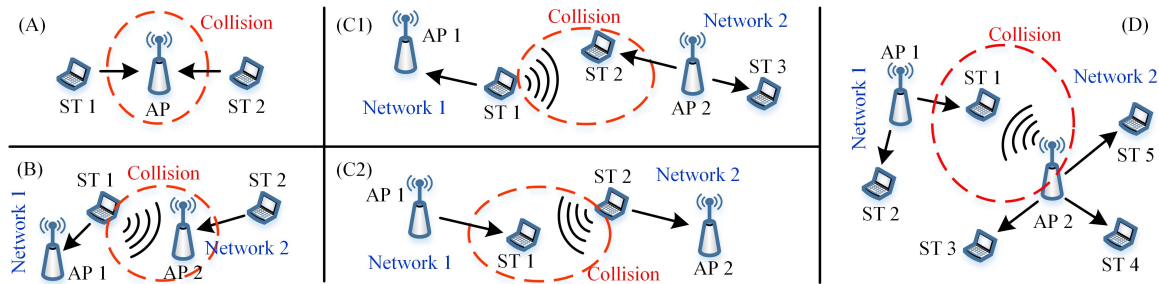 (A)
Collision
ST 1
AP
ST 2
(B)
Collision
Network 1
ST 1
ST 2
AP 1
AP 2
Network 2
(C1)
Collision
Network 2
AP 1
ST 2
ST 3
Network 1
ST 1
AP 2
(C2)
ST 2
Network 2
AP 1
Network 1
ST 1
AP 2
Collision
(D)
Collision
AP 1
ST 1
Network 2
Network 1
ST 5
ST 2
AP 2
ST 3
ST 4